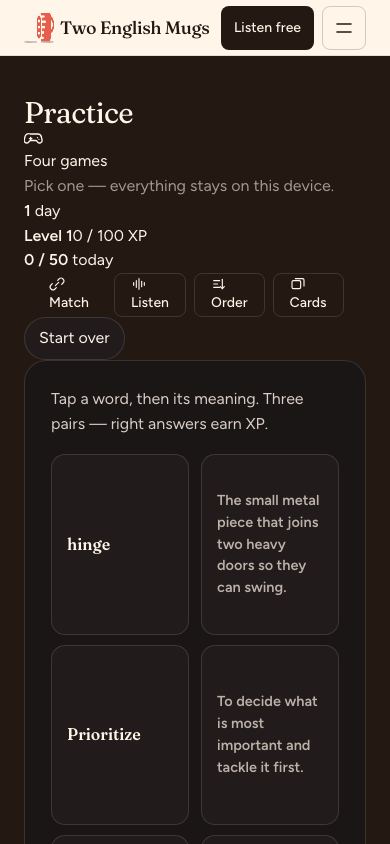 Two English Mugs
Listen free
Practice
Four games
Pick one — everything stays on this device.
1 day
Level 10 / 100 XP
0 / 50 today
Match
Listen
Order
Cards
Start over
Tap a word, then its meaning. Three
pairs — right answers earn XP.
hinge
The small metal
piece that joins
two heavy
doors so they
can swing.
Prioritize
To decide what
is most
important and
tackle it first.